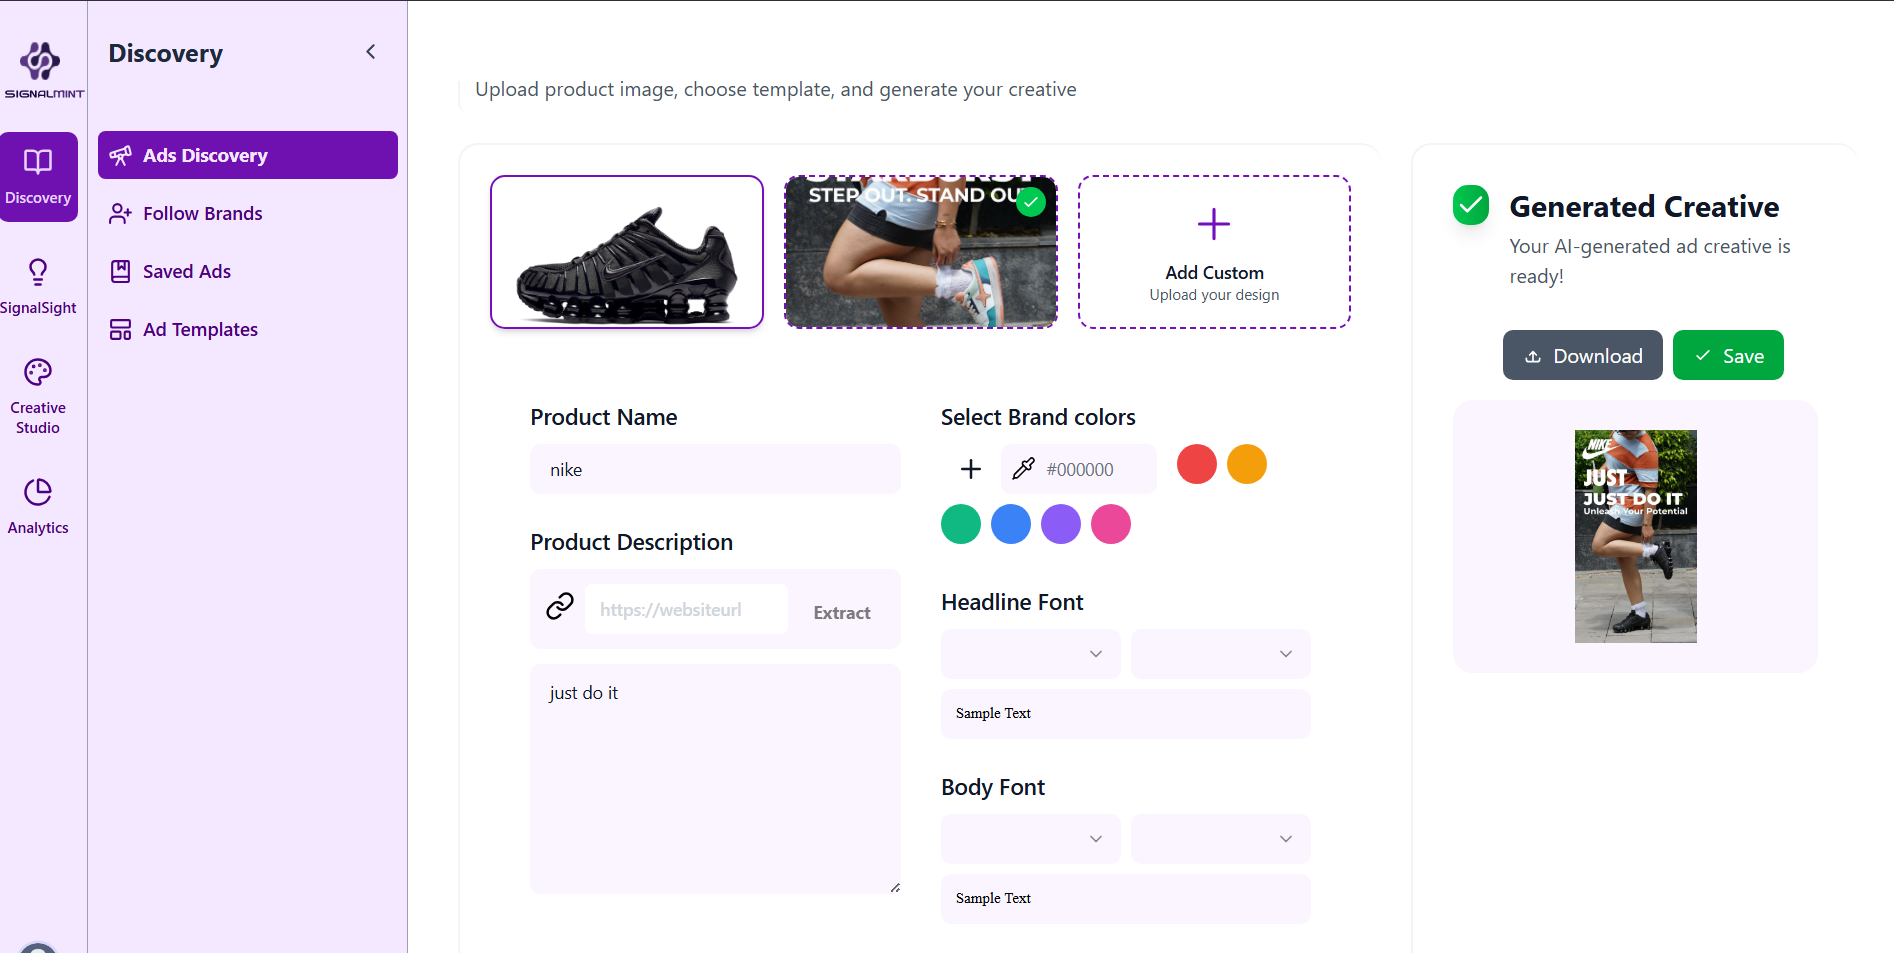 SIGNALMINT
Discovery
SignalSight
Creative
Studio
Analytics
Discovery
Ads Discovery
Follow Brands
Saved Ads
Ad Templates
Upload product image, choose template, and generate your creative
STEP OUT. STAND OUT
Add Custom
Upload your design
Product Name
nike
Product Description
https://websiteurl
Extract
just do it
Select Brand colors
#000000
Headline Font
Sample Text
Body Font
Sample Text
Generated Creative
Your AI-generated ad creative is
ready!
Download
Save
NIKE
JUST
JUST DO IT
Unleash Your Potential